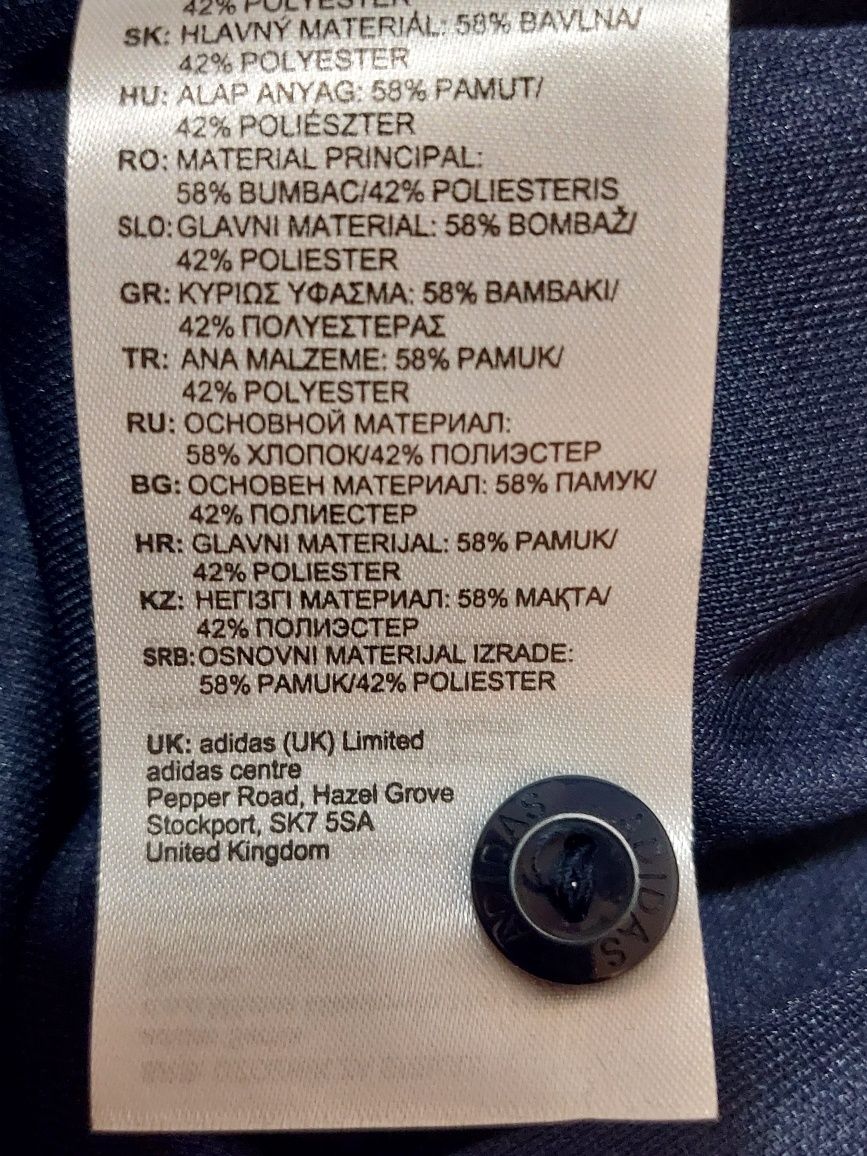 42% POLYESTER
SK: HLAVNÝ MATERIÁL: 58% BAVLNA/
42% POLYESTER
HU: ALAP ANYAG: 58% PAMUT/
42% POLIÉSZTER
RO: MATERIAL PRINCIPAL:
58% BUMBAC/42% POLIESTERIS
SLO: GLAVNI MATERIAL: 58% BOMBAŽ/
42% POLIESTER
GR: ΚΥΡΙΩΣ ΥΦΑΣΜΑ: 58% ΒΑΜΒΑΚΙ/
42% ΠΟΛΥΕΣΤΕΡΑΣ
TR: ANA MALZEME: 58% PAMUK/
42% POLYESTER
RU: ОСНОВНОЙ МАТЕРИАЛ:
58% ХЛОПОК/42% ПОЛИЭСТЕР
BG: ОСНОВЕН МАТЕРИАЛ: 58% ПАМУК/
42% ПОЛИЕСТЕР
HR: GLAVNI MATERIJAL: 58% PAMUK/
42% POLIESTER
KZ: НЕГІЗГІ МАТЕРИАЛ: 58% МАҚТА/
42% ПОЛИЭСТЕР
SRB: OSNOVNI MATERIJAL IZRADE:
58% PAMUK/42% POLIESTER
UK: adidas (UK) Limited
adidas centre
Pepper Road, Hazel Grove
Stockport, SK7 5SA
United Kingdom
ADIDAS
ADIDAS